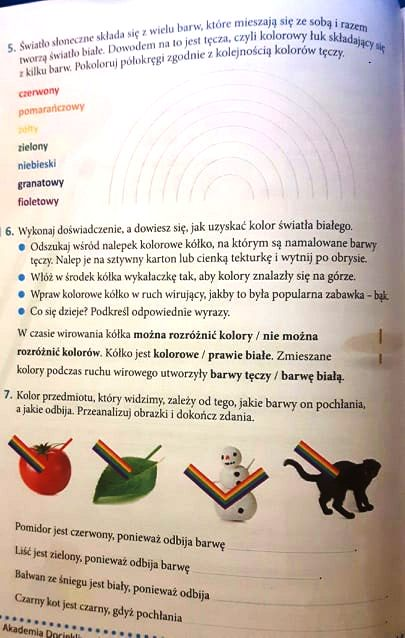 5. Światło słoneczne składa się z wielu barw, które mieszają się ze sobą i razem
tworzą światło białe. Dowodem na to jest tęcza, czyli kolorowy łuk składający się
z kilku barw. Pokoloruj półokręgi zgodnie z kolejnością kolorów tęczy.
czerwony
pomarańczowy
żółty
zielony
niebieski
granatowy
fioletowy
6. Wykonaj doświadczenie, a dowiesz się, jak uzyskać kolor światła białego.
● Odszukaj wśród nalepek kolorowe kółko, na którym są namalowane barwy
tęczy. Nalep je na sztywny karton lub cienką tekturkę i wytnij po obrysie.
● Włóż w środek kółka wykałaczkę tak, aby kolory znalazły się na górze.
● Wpraw kolorowe kółko w ruch wirujący, jakby to była popularna zabawka – bąk.
● Co się dzieje? Podkreśl odpowiednie wyrazy.
W czasie wirowania kółka można rozróżnić kolory / nie można
rozróżnić kolorów. Kółko jest kolorowe / prawie białe. Zmieszane
kolory podczas ruchu wirowego utworzyły barwy tęczy / barwę białą.
7. Kolor przedmiotu, który widzimy, zależy od tego, jakie barwy on pochłania,
a jakie odbija. Przeanalizuj obrazki i dokończ zdania.
Pomidor jest czerwony, ponieważ odbija barwę
Liść jest zielony, ponieważ odbija barwę
Bałwan ze śniegu jest biały, ponieważ odbija
Czarny kot jest czarny, gdyż pochłania
Akademia